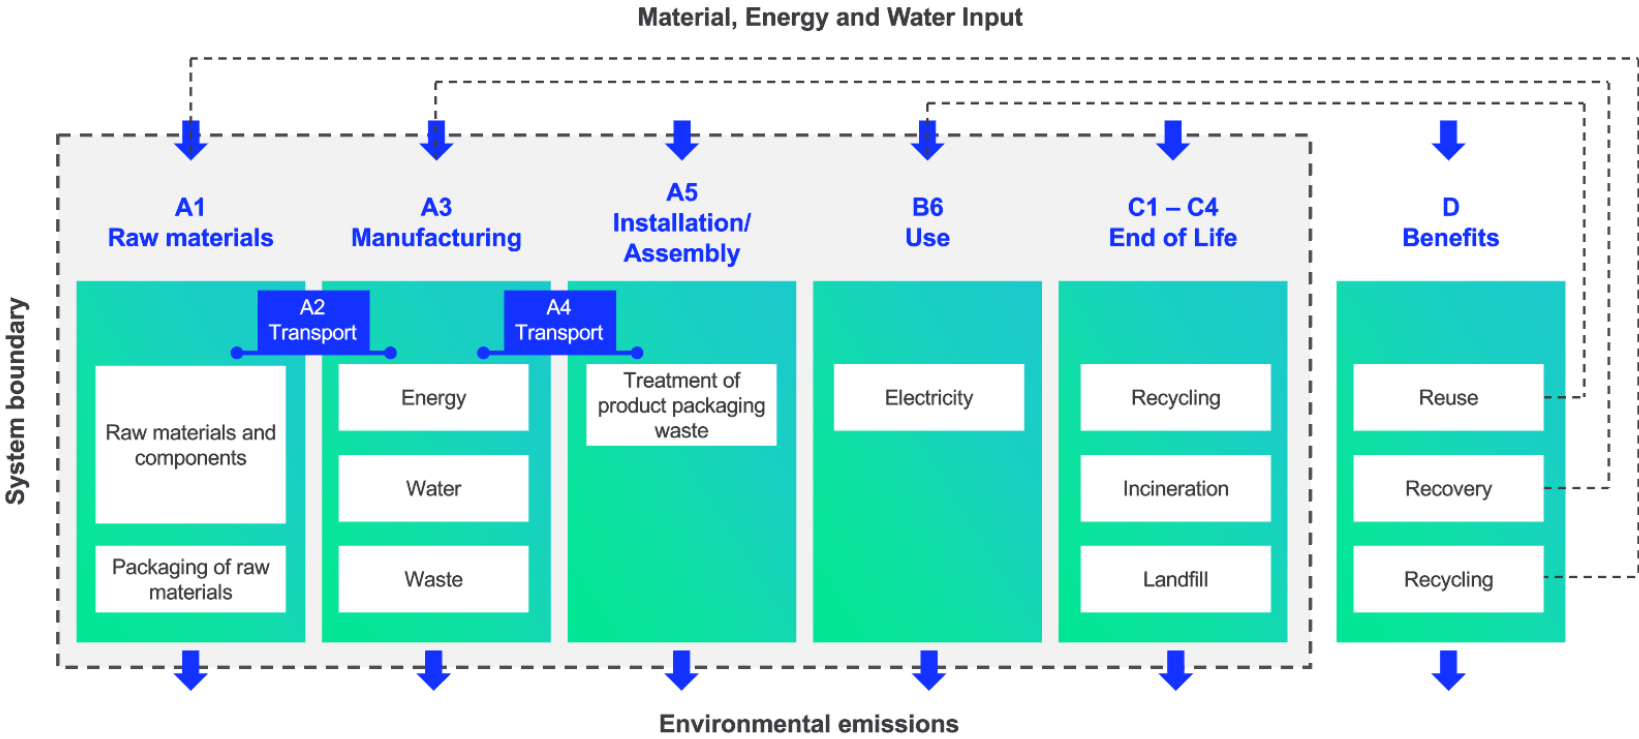 Material, Energy and Water Input
System boundary
A1
Raw materials
A3
Manufacturing
A5
Installation/
Assembly
B6
Use
C1 – C4
End of Life
D
Benefits
A2
Transport
A4
Transport
Raw materials and
components
Packaging of raw
materials
Energy
Water
Waste
Treatment of
product packaging
waste
Electricity
Recycling
Incineration
Landfill
Reuse
Recovery
Recycling
Environmental emissions